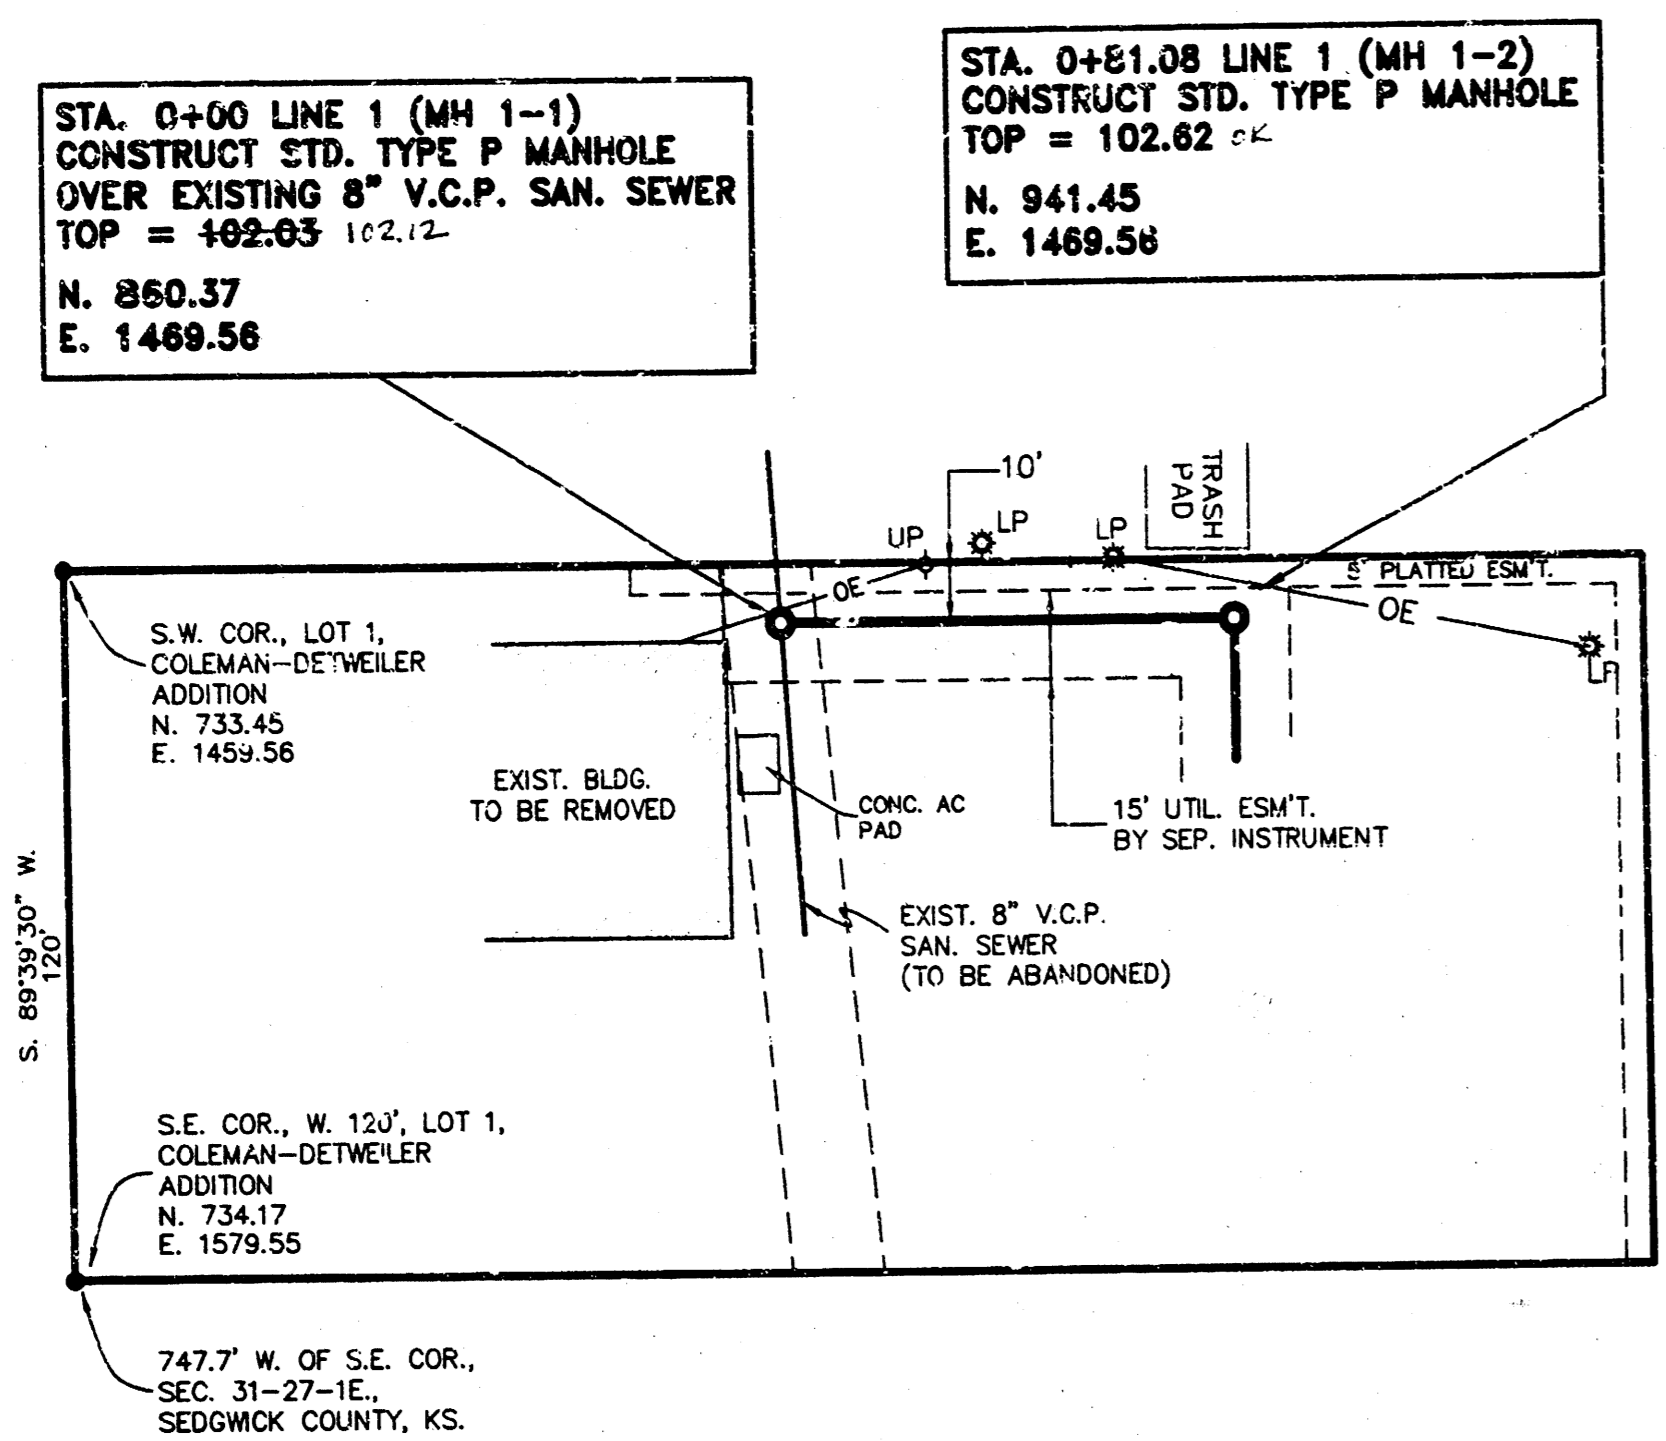 STA. 0+00 LINE 1 (MH 1-1)
CONSTRUCT STD. TYPE P MANHOLE
OVER EXISTING 8" V.C.P. SAN. SEWER
TOP = 102.03 102.12
N. 860.37
E. 1469.56
STA. 0+81.08 LINE 1 (MH 1-2)
CONSTRUCT STD. TYPE P MANHOLE
TOP = 102.62 OK
N. 941.45
E. 1469.56
10'
TRASH
PAD
UP
LP
LP
5' PLATTED ESM'T.
OE
OE
LP
S.W. COR., LOT 1,
COLEMAN-DETWEILER
ADDITION
N. 733.45
E. 1459.56
EXIST. BLDG.
TO BE REMOVED
CONC. AC
PAD
15' UTIL. ESM'T.
BY SEP. INSTRUMENT
EXIST. 8" V.C.P.
SAN. SEWER
(TO BE ABANDONED)
S. 89°39'30" W.
120'
S.E. COR., W. 120', LOT 1,
COLEMAN-DETWEILER
ADDITION
N. 734.17
E. 1579.55
747.7' W. OF S.E. COR.,
SEC. 31-27-1E.,
SEDGWICK COUNTY, KS.